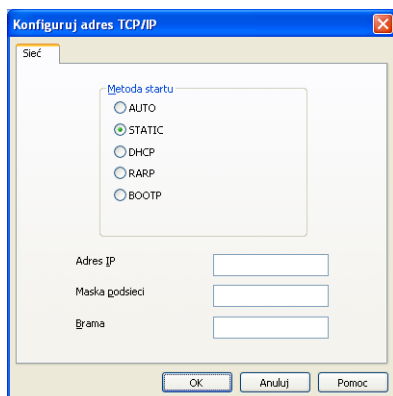 Konfiguruj adres TCP/IP
Sieć
Metoda startu
AUTO
STATIC
DHCP
RARP
BOOTP
Adres IP
Maska podsieci
Brama
OK Anuluj Pomoc